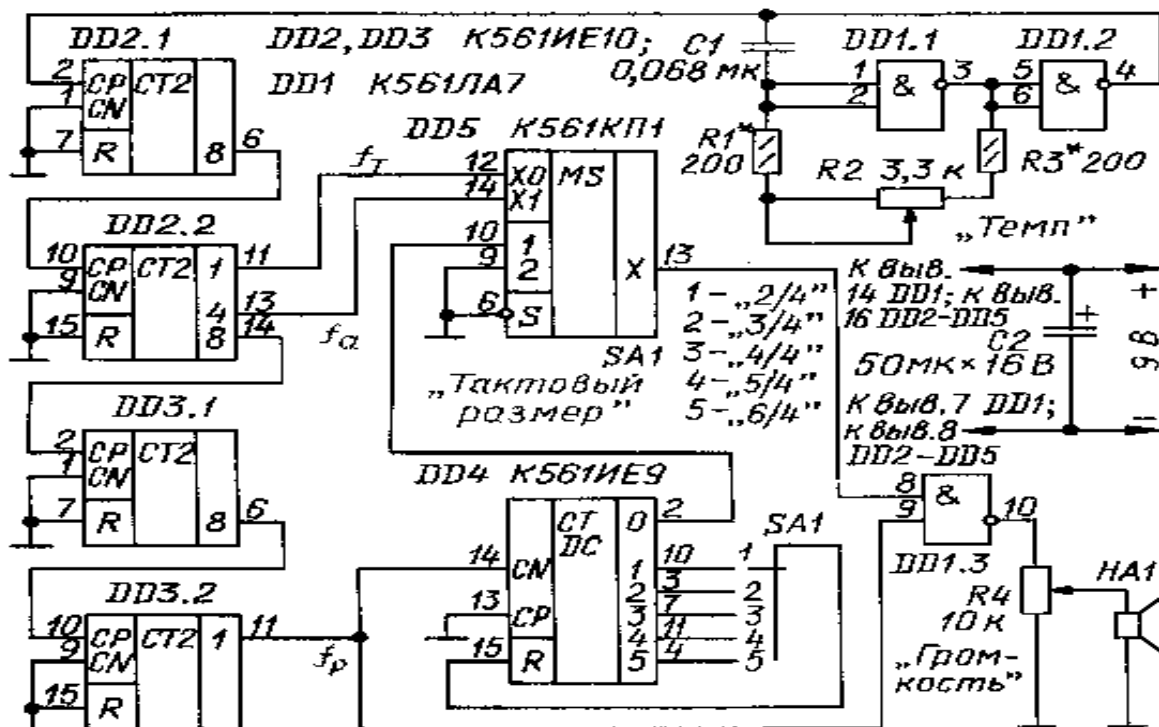 DD2.1
DD2, DD3 К561ИЕ10;
DD1 К561ЛА7
2 CP CT2
1 CN
7 R 8 6
C1
0,068 мк
DD1.1
DD1.2
1
2 & 3
5
6 & 4
R1*
200
R2 3,3 к
R3* 200
„Темп”
DD5 К561КП1
12 X0 MS
14 X1
10 1
9 2 X 13
6 S
fТ
fа
DD2.2
10 CP CT2 1 11
9 CN
4 13
15 R 8 14
SA1
„Тактовый
размер”
1 – „2/4”
2 – „3/4”
3 – „4/4”
4 – „5/4”
5 – „6/4”
К выв.
14 DD1; к выв.
16 DD2–DD5
C2
+
50мк×16 В
К выв.7 DD1;
к выв.8
DD2–DD5
+
9 В
–
DD3.1
2 CP CT2
1 CN
7 R 8 6
DD4 К561ИЕ9
CT
DC
0 2
14 CN
1 10
2 3
13 CP
3 7
4 11
15 R
5 4
SA1
1
2
3
4
5
8
9 & 10
DD1.3
R4
10 к
„Гром-
кость”
HA1
DD3.2
10 CP CT2 1 11
9 CN
15 R
fр